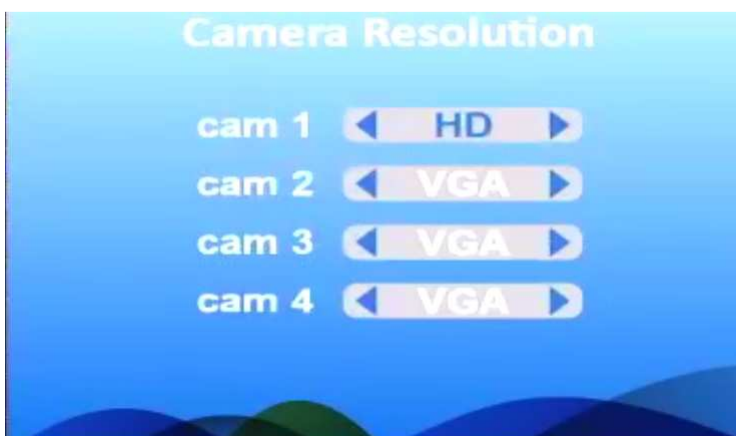 Camera Resolution
cam 1 HD
cam 2 VGA
cam 3 VGA
cam 4 VGA